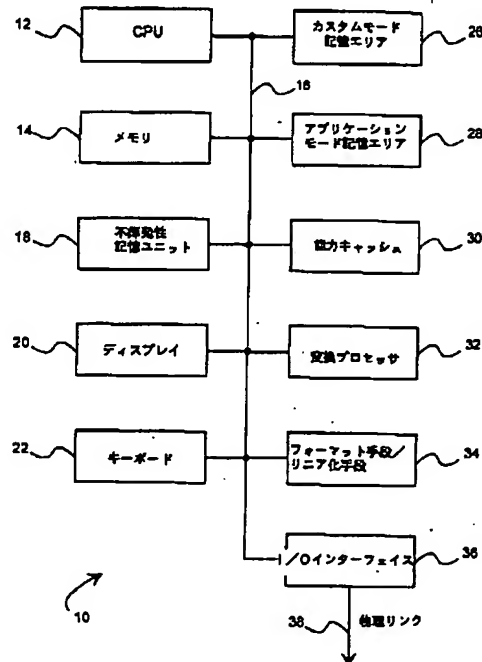 12
CPU
カスタムモード
記憶エリア
26
16
14
メモリ
アプリケーション
モード記憶エリア
28
18
不揮発性
記憶ユニット
協力キャッシュ
30
20
ディスプレイ
変換プロセッサ
32
22
キーボード
フォーマット手段/
リニア化手段
34
I/Oインターフェイス
36
10
38
物理リンク